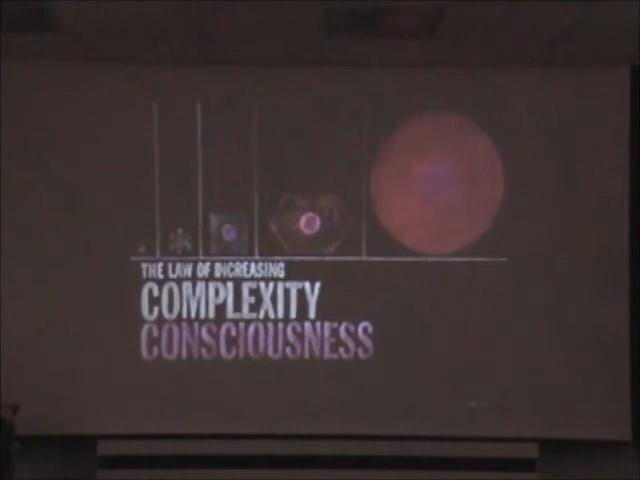 THE LAW OF INCREASING
COMPLEXITY
CONSCIOUSNESS